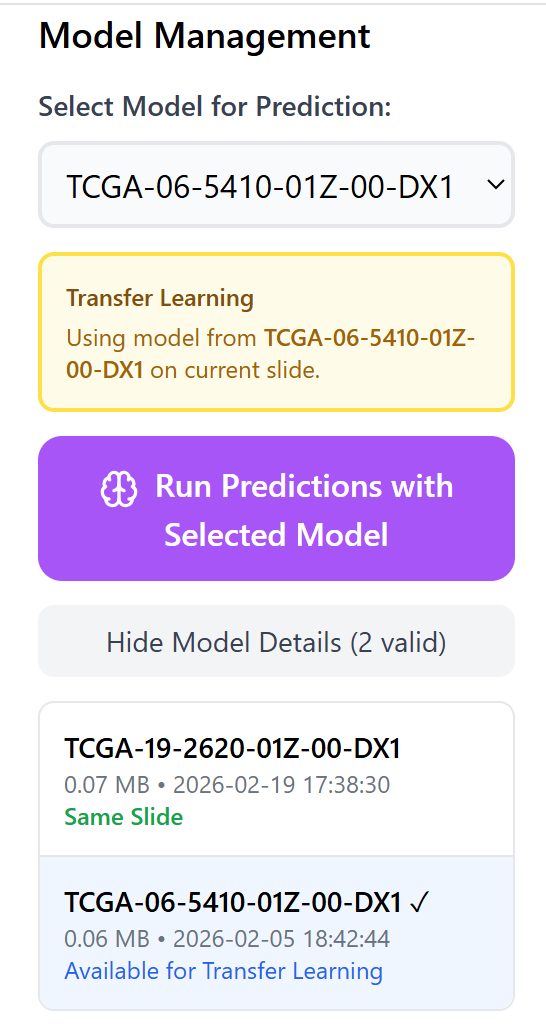 Model Management
Select Model for Prediction:
TCGA-06-5410-01Z-00-DX1
Transfer Learning
Using model from TCGA-06-5410-01Z-
00-DX1 on current slide.
Run Predictions with
Selected Model
Hide Model Details (2 valid)
TCGA-19-2620-01Z-00-DX1
0.07 MB • 2026-02-19 17:38:30
Same Slide
TCGA-06-5410-01Z-00-DX1 ✓
0.06 MB • 2026-02-05 18:42:44
Available for Transfer Learning